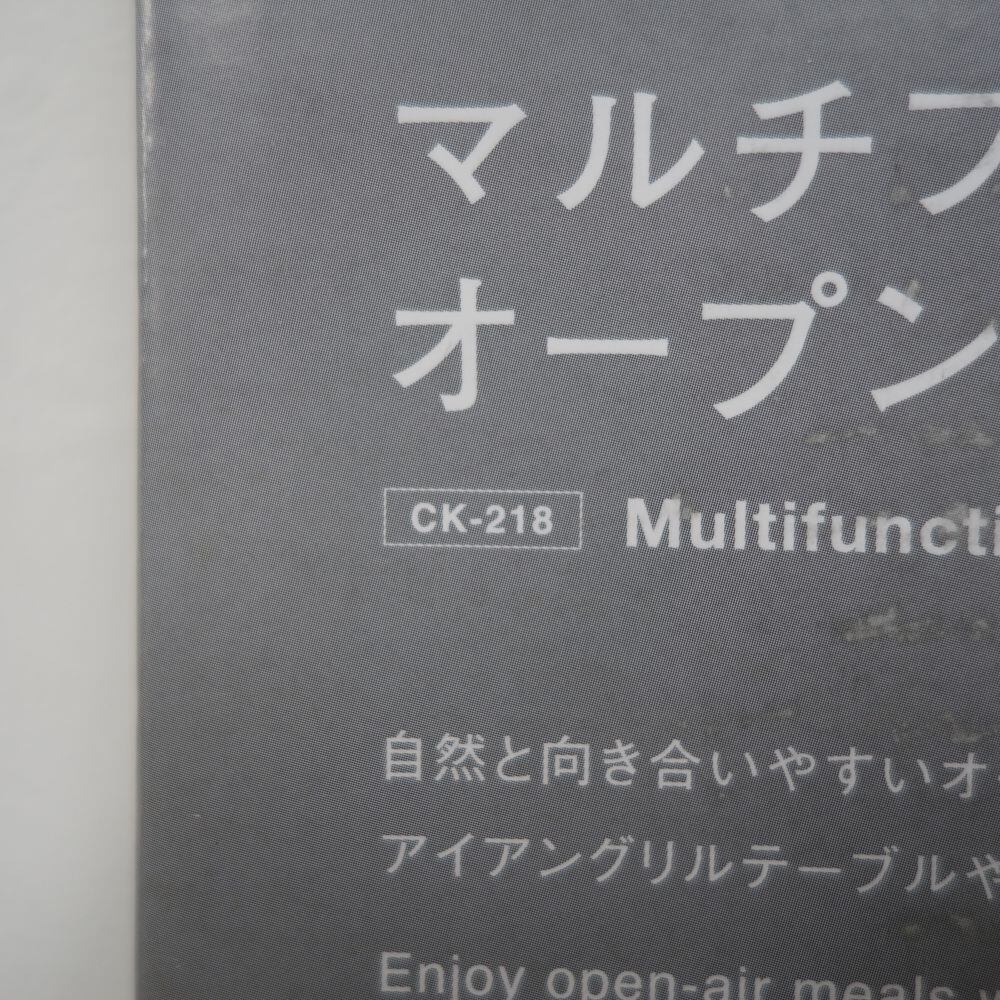 マルチフ
オープン
CK-218 Multifuncti
自然と向き合いやすいオ
アイアングリルテーブルや
Enjoy open-air meals